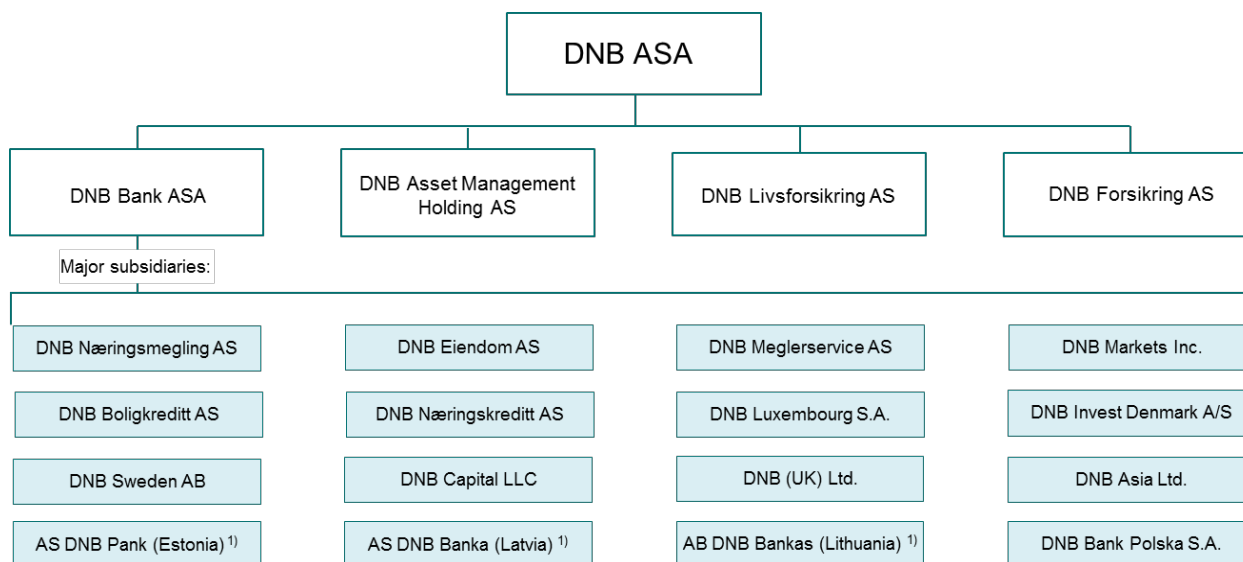 DNB ASA
DNB Bank ASA
DNB Asset Management
Holding AS
DNB Livsforsikring AS
DNB Forsikring AS
Major subsidiaries:
DNB Næringsmegling AS
DNB Eiendom AS
DNB Meglerservice AS
DNB Markets Inc.
DNB Boligkreditt AS
DNB Næringskreditt AS
DNB Luxembourg S.A.
DNB Invest Denmark A/S
DNB Sweden AB
DNB Capital LLC
DNB (UK) Ltd.
DNB Asia Ltd.
AS DNB Pank (Estonia) 1)
AS DNB Banka (Latvia) 1)
AB DNB Bankas (Lithuania) 1)
DNB Bank Polska S.A.